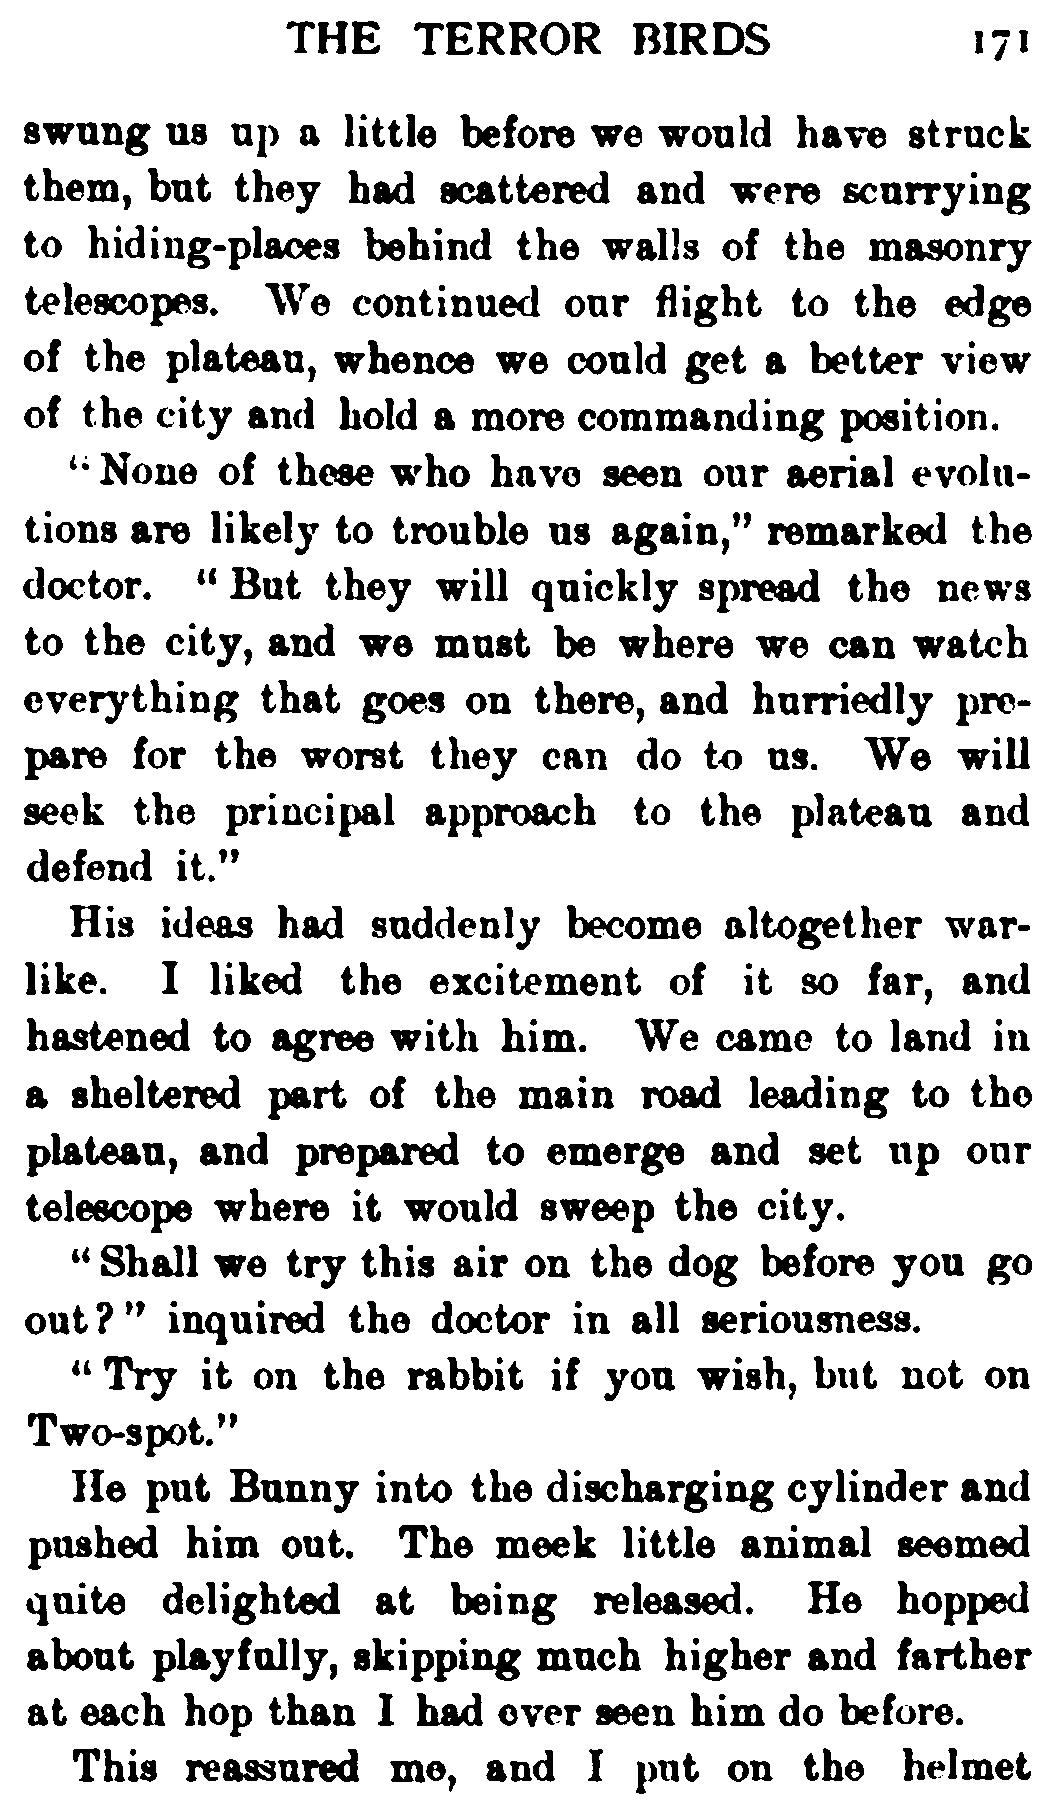 THE TERROR BIRDS 171
swung us up a little before we would have struck
them, but they had scattered and were scurrying
to hiding-places behind the walls of the masonry
telescopes. We continued our flight to the edge
of the plateau, whence we could get a better view
of the city and hold a more commanding position.
"None of these who have seen our aerial evolu-
tions are likely to trouble us again," remarked the
doctor. "But they will quickly spread the news
to the city, and we must be where we can watch
everything that goes on there, and hurriedly pre-
pare for the worst they can do to us. We will
seek the principal approach to the plateau and
defend it."
His ideas had suddenly become altogether war-
like. I liked the excitement of it so far, and
hastened to agree with him. We came to land in
a sheltered part of the main road leading to the
plateau, and prepared to emerge and set up our
telescope where it would sweep the city.
"Shall we try this air on the dog before you go
out?" inquired the doctor in all seriousness.
"Try it on the rabbit if you wish, but not on
Two-spot."
He put Bunny into the discharging cylinder and
pushed him out. The meek little animal seemed
quite delighted at being released. He hopped
about playfully, skipping much higher and farther
at each hop than I had ever seen him do before.
This reassured me, and I put on the helmet